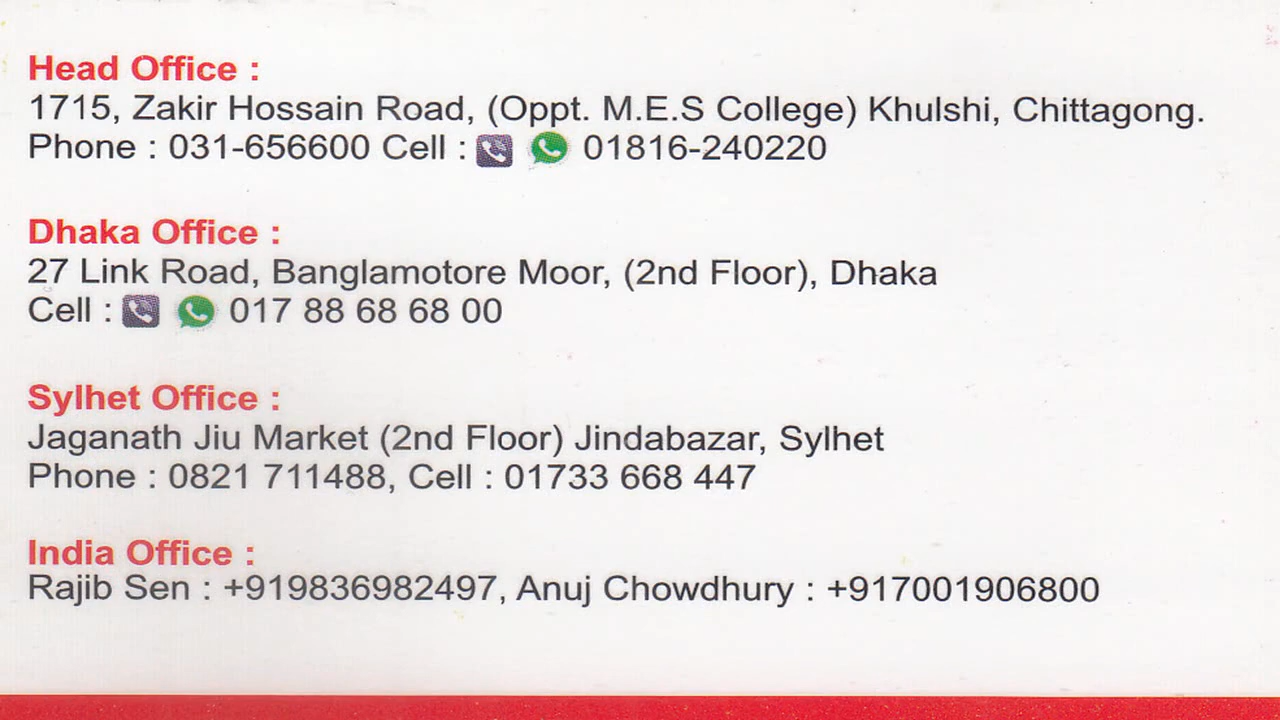 Head Office :
1715, Zakir Hossain Road, (Oppt. M.E.S College) Khulshi, Chittagong.
Phone : 031-656600 Cell : 01816-240220
Dhaka Office :
27 Link Road, Banglamotore Moor, (2nd Floor), Dhaka
Cell : 017 88 68 68 00
Sylhet Office :
Jaganath Jiu Market (2nd Floor) Jindabazar, Sylhet
Phone : 0821 711488, Cell : 01733 668 447
India Office :
Rajib Sen : +919836982497, Anuj Chowdhury : +917001906800